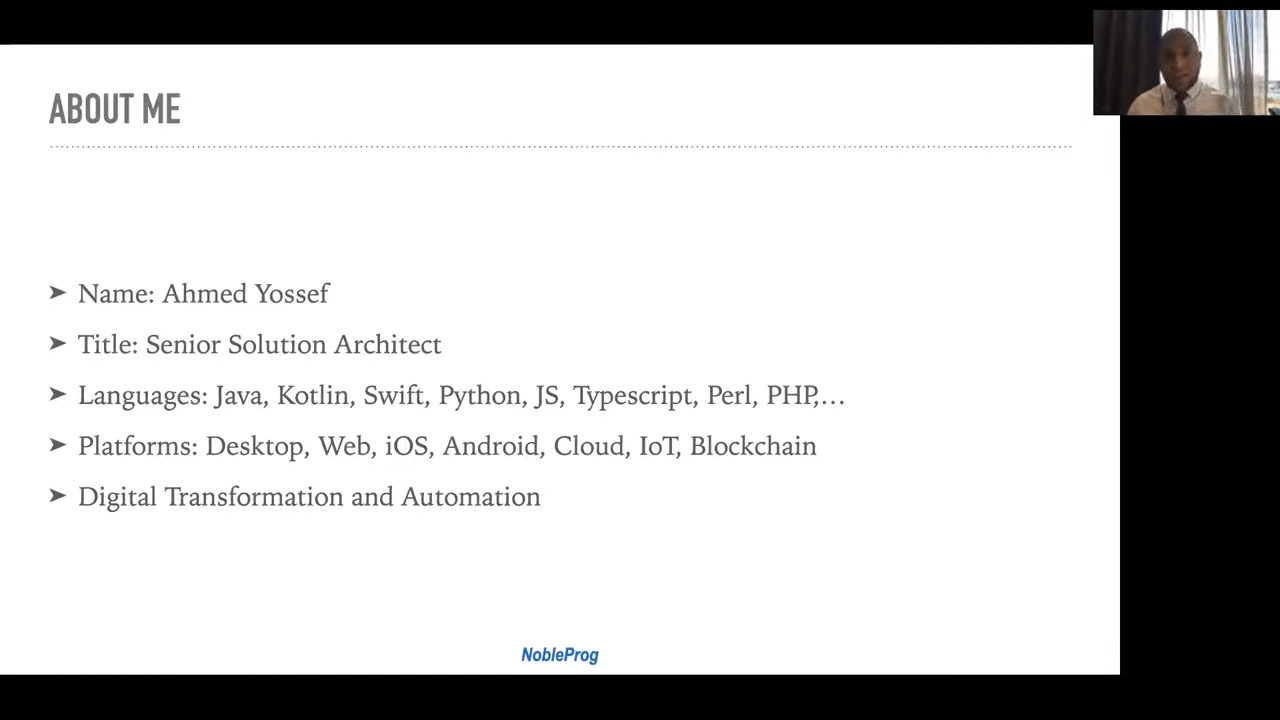 ABOUT ME
➤ Name: Ahmed Yossef
➤ Title: Senior Solution Architect
➤ Languages: Java, Kotlin, Swift, Python, JS, Typescript, Perl, PHP,…
➤ Platforms: Desktop, Web, iOS, Android, Cloud, IoT, Blockchain
➤ Digital Transformation and Automation
NobleProg